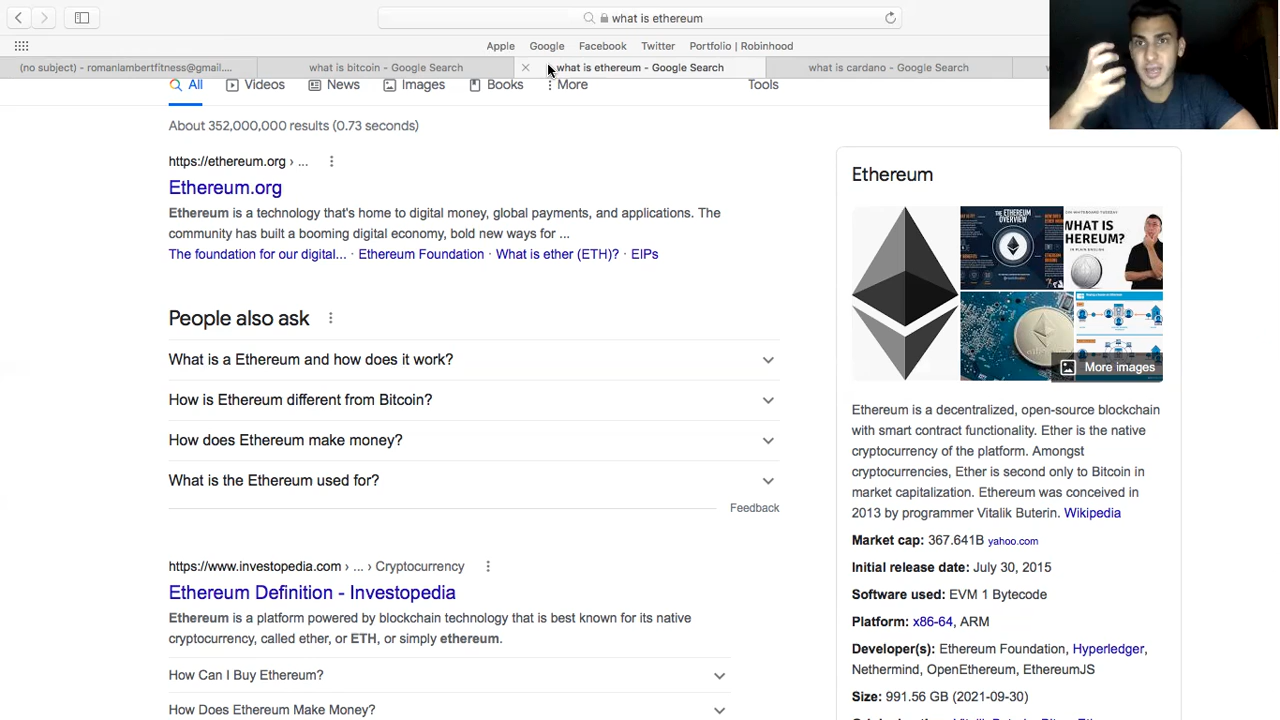 what is ethereum
Apple Google Facebook Twitter Portfolio | Robinhood
(no subject) - romanlambertfitness@gmail.... what is bitcoin - Google Search what is ethereum - Google Search what is cardano - Google Search
All Videos News Images Books More Tools
About 352,000,000 results (0.73 seconds)
https://ethereum.org › ...
Ethereum.org
Ethereum is a technology that's home to digital money, global payments, and applications. The
community has built a booming digital economy, bold new ways for ...
The foundation for our digital... · Ethereum Foundation · What is ether (ETH)? · EIPs
People also ask
What is a Ethereum and how does it work?
How is Ethereum different from Bitcoin?
How does Ethereum make money?
What is the Ethereum used for?
Feedback
https://www.investopedia.com › ... › Cryptocurrency
Ethereum Definition - Investopedia
Ethereum is a platform powered by blockchain technology that is best known for its native
cryptocurrency, called ether, or ETH, or simply ethereum.
How Can I Buy Ethereum?
How Does Ethereum Make Money?
Ethereum
THE ETHEREUM
OVERVIEW
WHAT IS
HEREUM?
More images
Ethereum is a decentralized, open-source blockchain
with smart contract functionality. Ether is the native
cryptocurrency of the platform. Amongst
cryptocurrencies, Ether is second only to Bitcoin in
market capitalization. Ethereum was conceived in
2013 by programmer Vitalik Buterin. Wikipedia
Market cap: 367.641B yahoo.com
Initial release date: July 30, 2015
Software used: EVM 1 Bytecode
Platform: x86-64, ARM
Developer(s): Ethereum Foundation, Hyperledger,
Nethermind, OpenEthereum, EthereumJS
Size: 991.56 GB (2021-09-30)